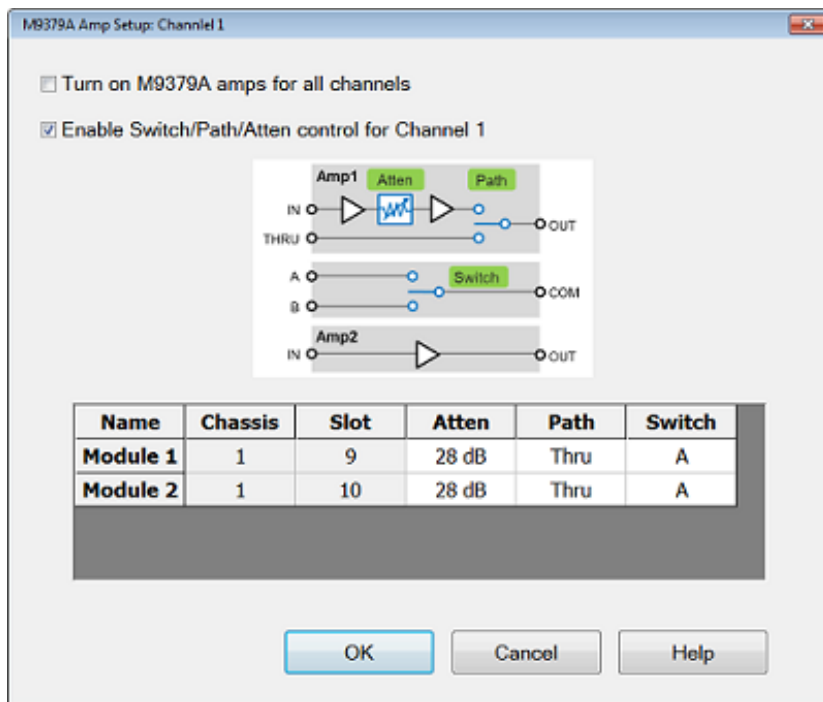 M9379A Amp Setup: Channlel 1
Turn on M9379A amps for all channels
Enable Switch/Path/Atten control for Channel 1
Amp1 Atten Path
IN
OUT
THRU
A
Switch
COM
B
Amp2
IN
OUT
Name Chassis Slot Atten Path Switch
Module 1 1 9 28 dB Thru A
Module 2 1 10 28 dB Thru A
OK Cancel Help